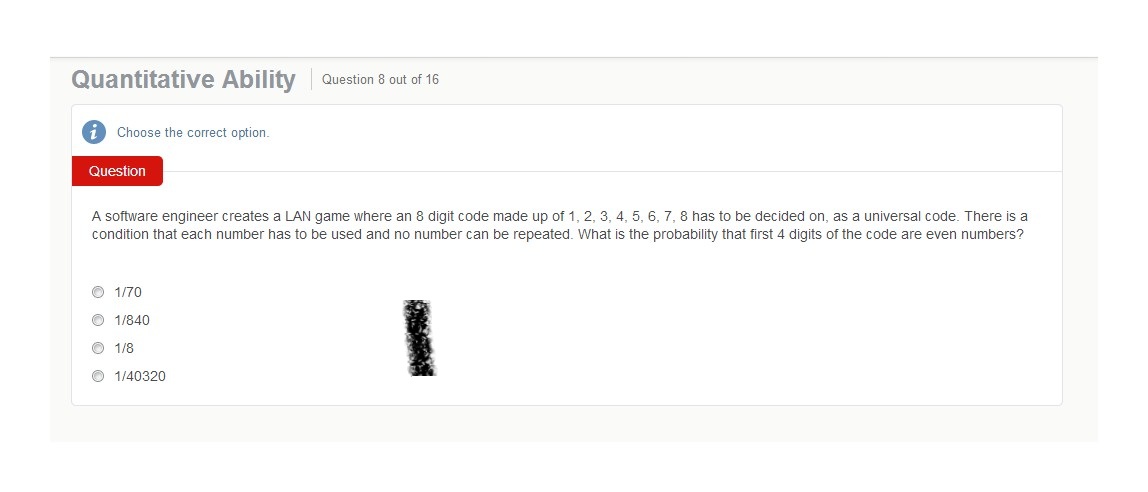 Quantitative Ability Question 8 out of 16
i Choose the correct option.
Question
A software engineer creates a LAN game where an 8 digit code made up of 1, 2, 3, 4, 5, 6, 7, 8 has to be decided on, as a universal code. There is a
condition that each number has to be used and no number can be repeated. What is the probability that first 4 digits of the code are even numbers?
1/70
1/840
1/8
1/40320